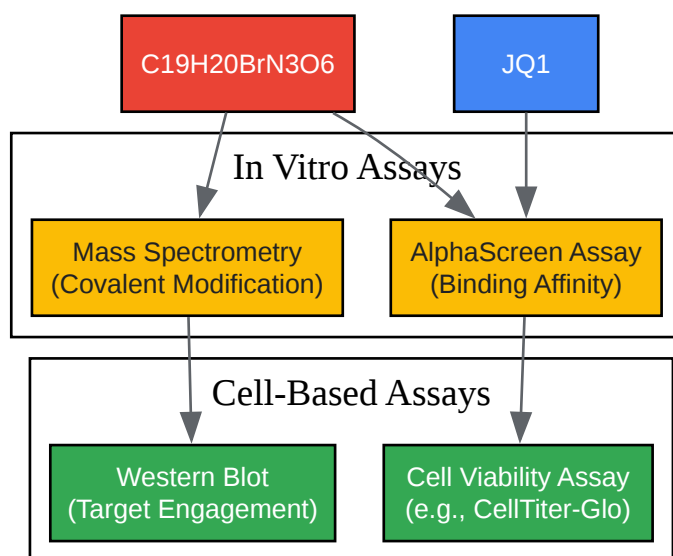 C19H20BrN3O6
JQ1
In Vitro Assays
Mass Spectrometry
(Covalent Modification)
AlphaScreen Assay
(Binding Affinity)
Cell-Based Assays
Western Blot
(Target Engagement)
Cell Viability Assay
(e.g., CellTiter-Glo)